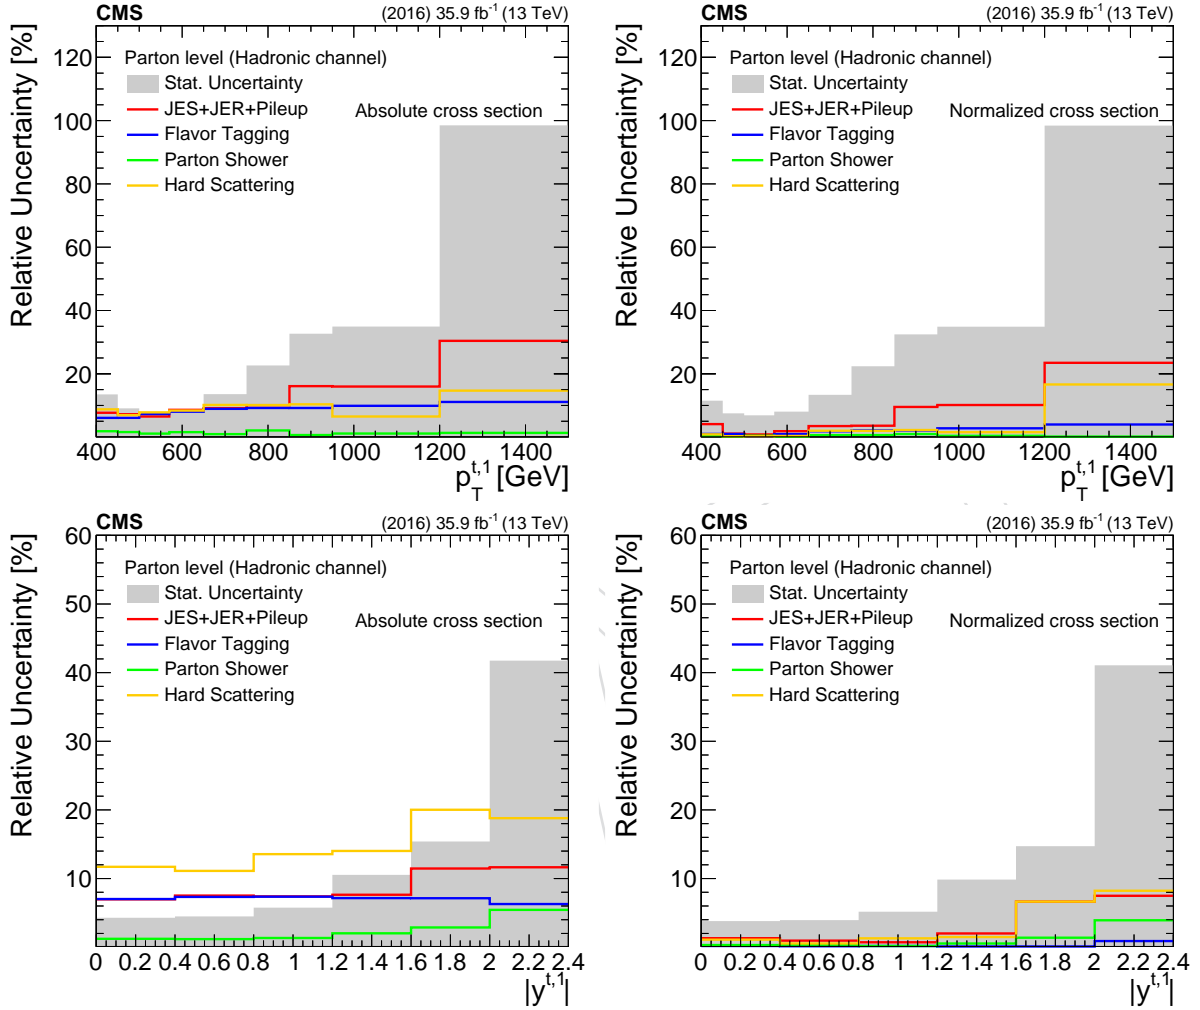 CMS (2016) 35.9 fb⁻¹ (13 TeV)
Relative Uncertainty [%]
120
100
80
60
40
20
Parton level (Hadronic channel)
Stat. Uncertainty
JES+JER+Pileup
Absolute cross section
Flavor Tagging
Parton Shower
Hard Scattering
400 600 800 1000 1200 1400
p_T^{t,1} [GeV]
CMS (2016) 35.9 fb⁻¹ (13 TeV)
Relative Uncertainty [%]
120
100
80
60
40
20
Parton level (Hadronic channel)
Stat. Uncertainty
JES+JER+Pileup
Normalized cross section
Flavor Tagging
Parton Shower
Hard Scattering
400 600 800 1000 1200 1400
p_T^{t,1} [GeV]
CMS (2016) 35.9 fb⁻¹ (13 TeV)
Relative Uncertainty [%]
60
50
40
30
20
10
Parton level (Hadronic channel)
Stat. Uncertainty
JES+JER+Pileup
Absolute cross section
Flavor Tagging
Parton Shower
Hard Scattering
0 0.2 0.4 0.6 0.8 1 1.2 1.4 1.6 1.8 2 2.2 2.4
|y^{t,1}|
CMS (2016) 35.9 fb⁻¹ (13 TeV)
Relative Uncertainty [%]
60
50
40
30
20
10
Parton level (Hadronic channel)
Stat. Uncertainty
JES+JER+Pileup
Normalized cross section
Flavor Tagging
Parton Shower
Hard Scattering
0 0.2 0.4 0.6 0.8 1 1.2 1.4 1.6 1.8 2 2.2 2.4
|y^{t,1}|